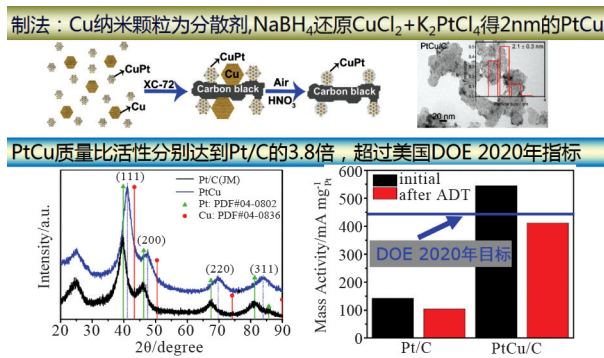 制法：Cu纳米颗粒为分散剂,NaBH4还原CuCl2+K2PtCl4得2nm的PtCu
CuPt
Cu
XC-72
CuPt
Cu
Carbon black
Air
HNO3
CuPt
Carbon black
PtCu/C
2.1 ± 0.3 nm
20 nm
PtCu质量比活性分别达到Pt/C的3.8倍，超过美国DOE 2020年指标
Intensity/a.u.
(111)
(200)
(220)
(311)
Pt/C(JM)
PtCu
Pt: PDF#04-0802
Cu: PDF#04-0836
20 30 40 50 60 70 80 90
2θ/degree
Mass Activity/mA mg-1Pt
600
500
400
300
200
100
0
initial
after ADT
DOE 2020年目标
Pt/C PtCu/C